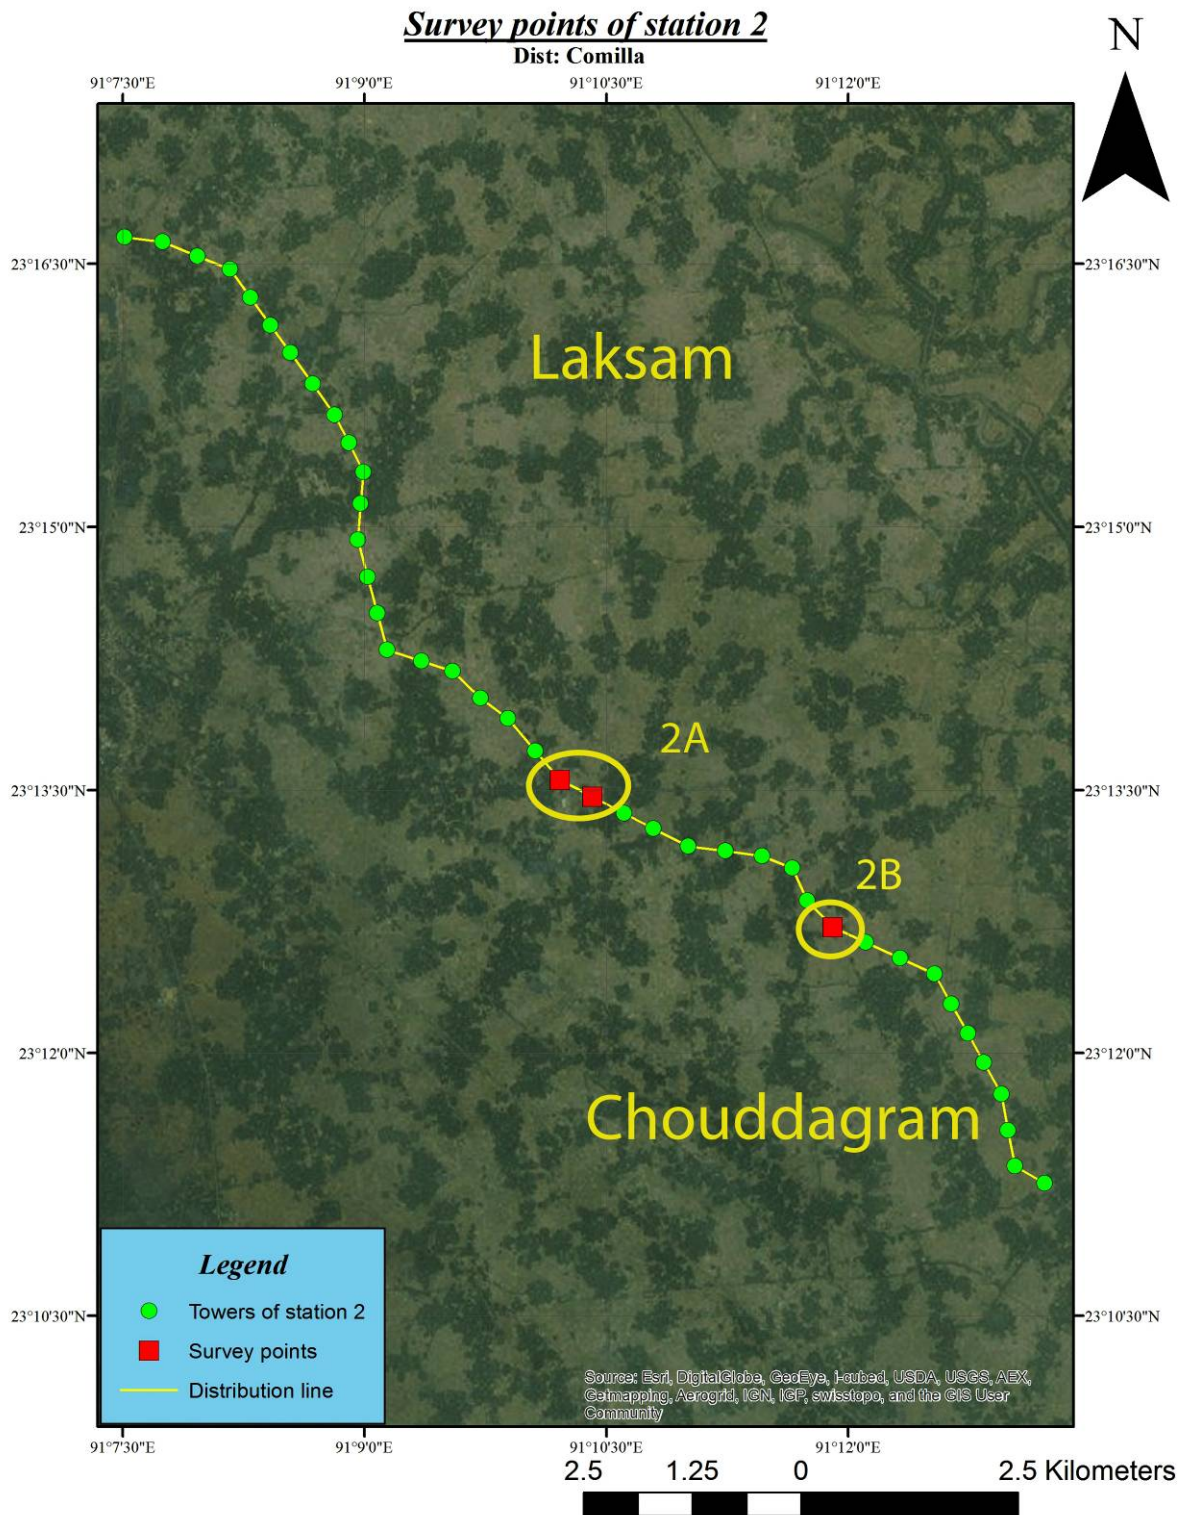 Survey points of station 2
Dist: Comilla
N
91°7'30"E 91°9'0"E 91°10'30"E 91°12'0"E
23°16'30"N 23°16'30"N
Laksam
23°15'0"N 23°15'0"N
2A
23°13'30"N 23°13'30"N
2B
23°12'0"N 23°12'0"N
Chouddagram
Legend
Towers of station 2
Survey points
Distribution line
23°10'30"N 23°10'30"N
Source: Esri, DigitalGlobe, GeoEye, i-cubed, USDA, USGS, AEX,
Getmapping, Aerogrid, IGN, IGP, swisstopo, and the GIS User
Community
91°7'30"E 91°9'0"E 91°10'30"E 91°12'0"E
2.5 1.25 0 2.5 Kilometers